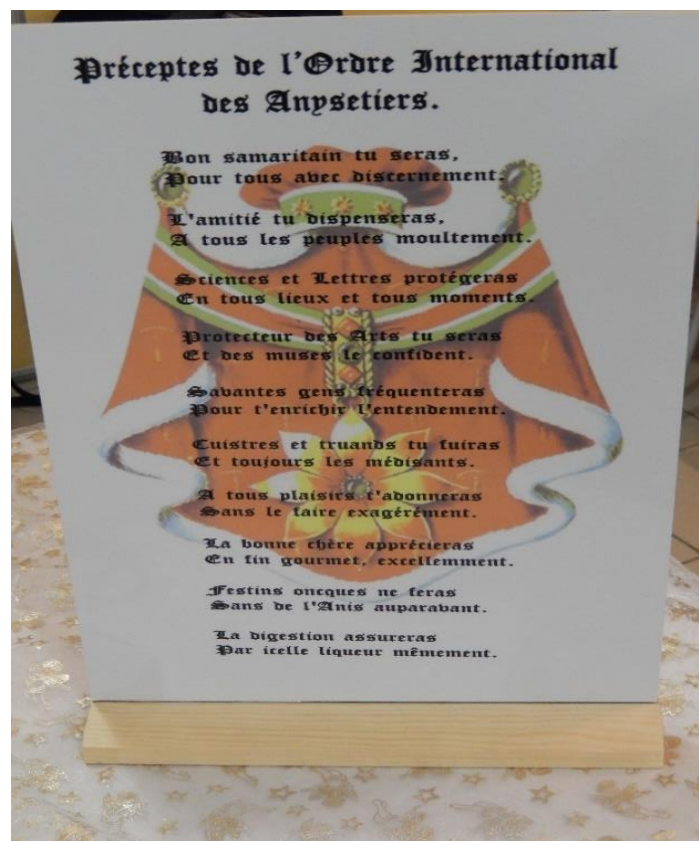 Préceptes de l'Ordre International
des Anysetiers.
Bon samaritain tu seras,
Pour tous avec discernement.
L'amitié tu dispenseras,
A tous les peuples moultement.
Sciences et Lettres protégeras
En tous lieux et tous moments.
Protecteur des Arts tu seras
Et des muses le confident.
Savantes gens fréquenteras
Pour t'enrichir l'entendement.
Cuistres et truands tu fuiras
Et toujours les médisants.
A tous plaisirs t'adonneras
Sans le faire exagérément.
La bonne chère apprécieras
En fin gourmet, excellemment.
Festins oncques ne feras
Sans de l'Anis auparavant.
La digestion assureras
Par icelle liqueur mêmement.